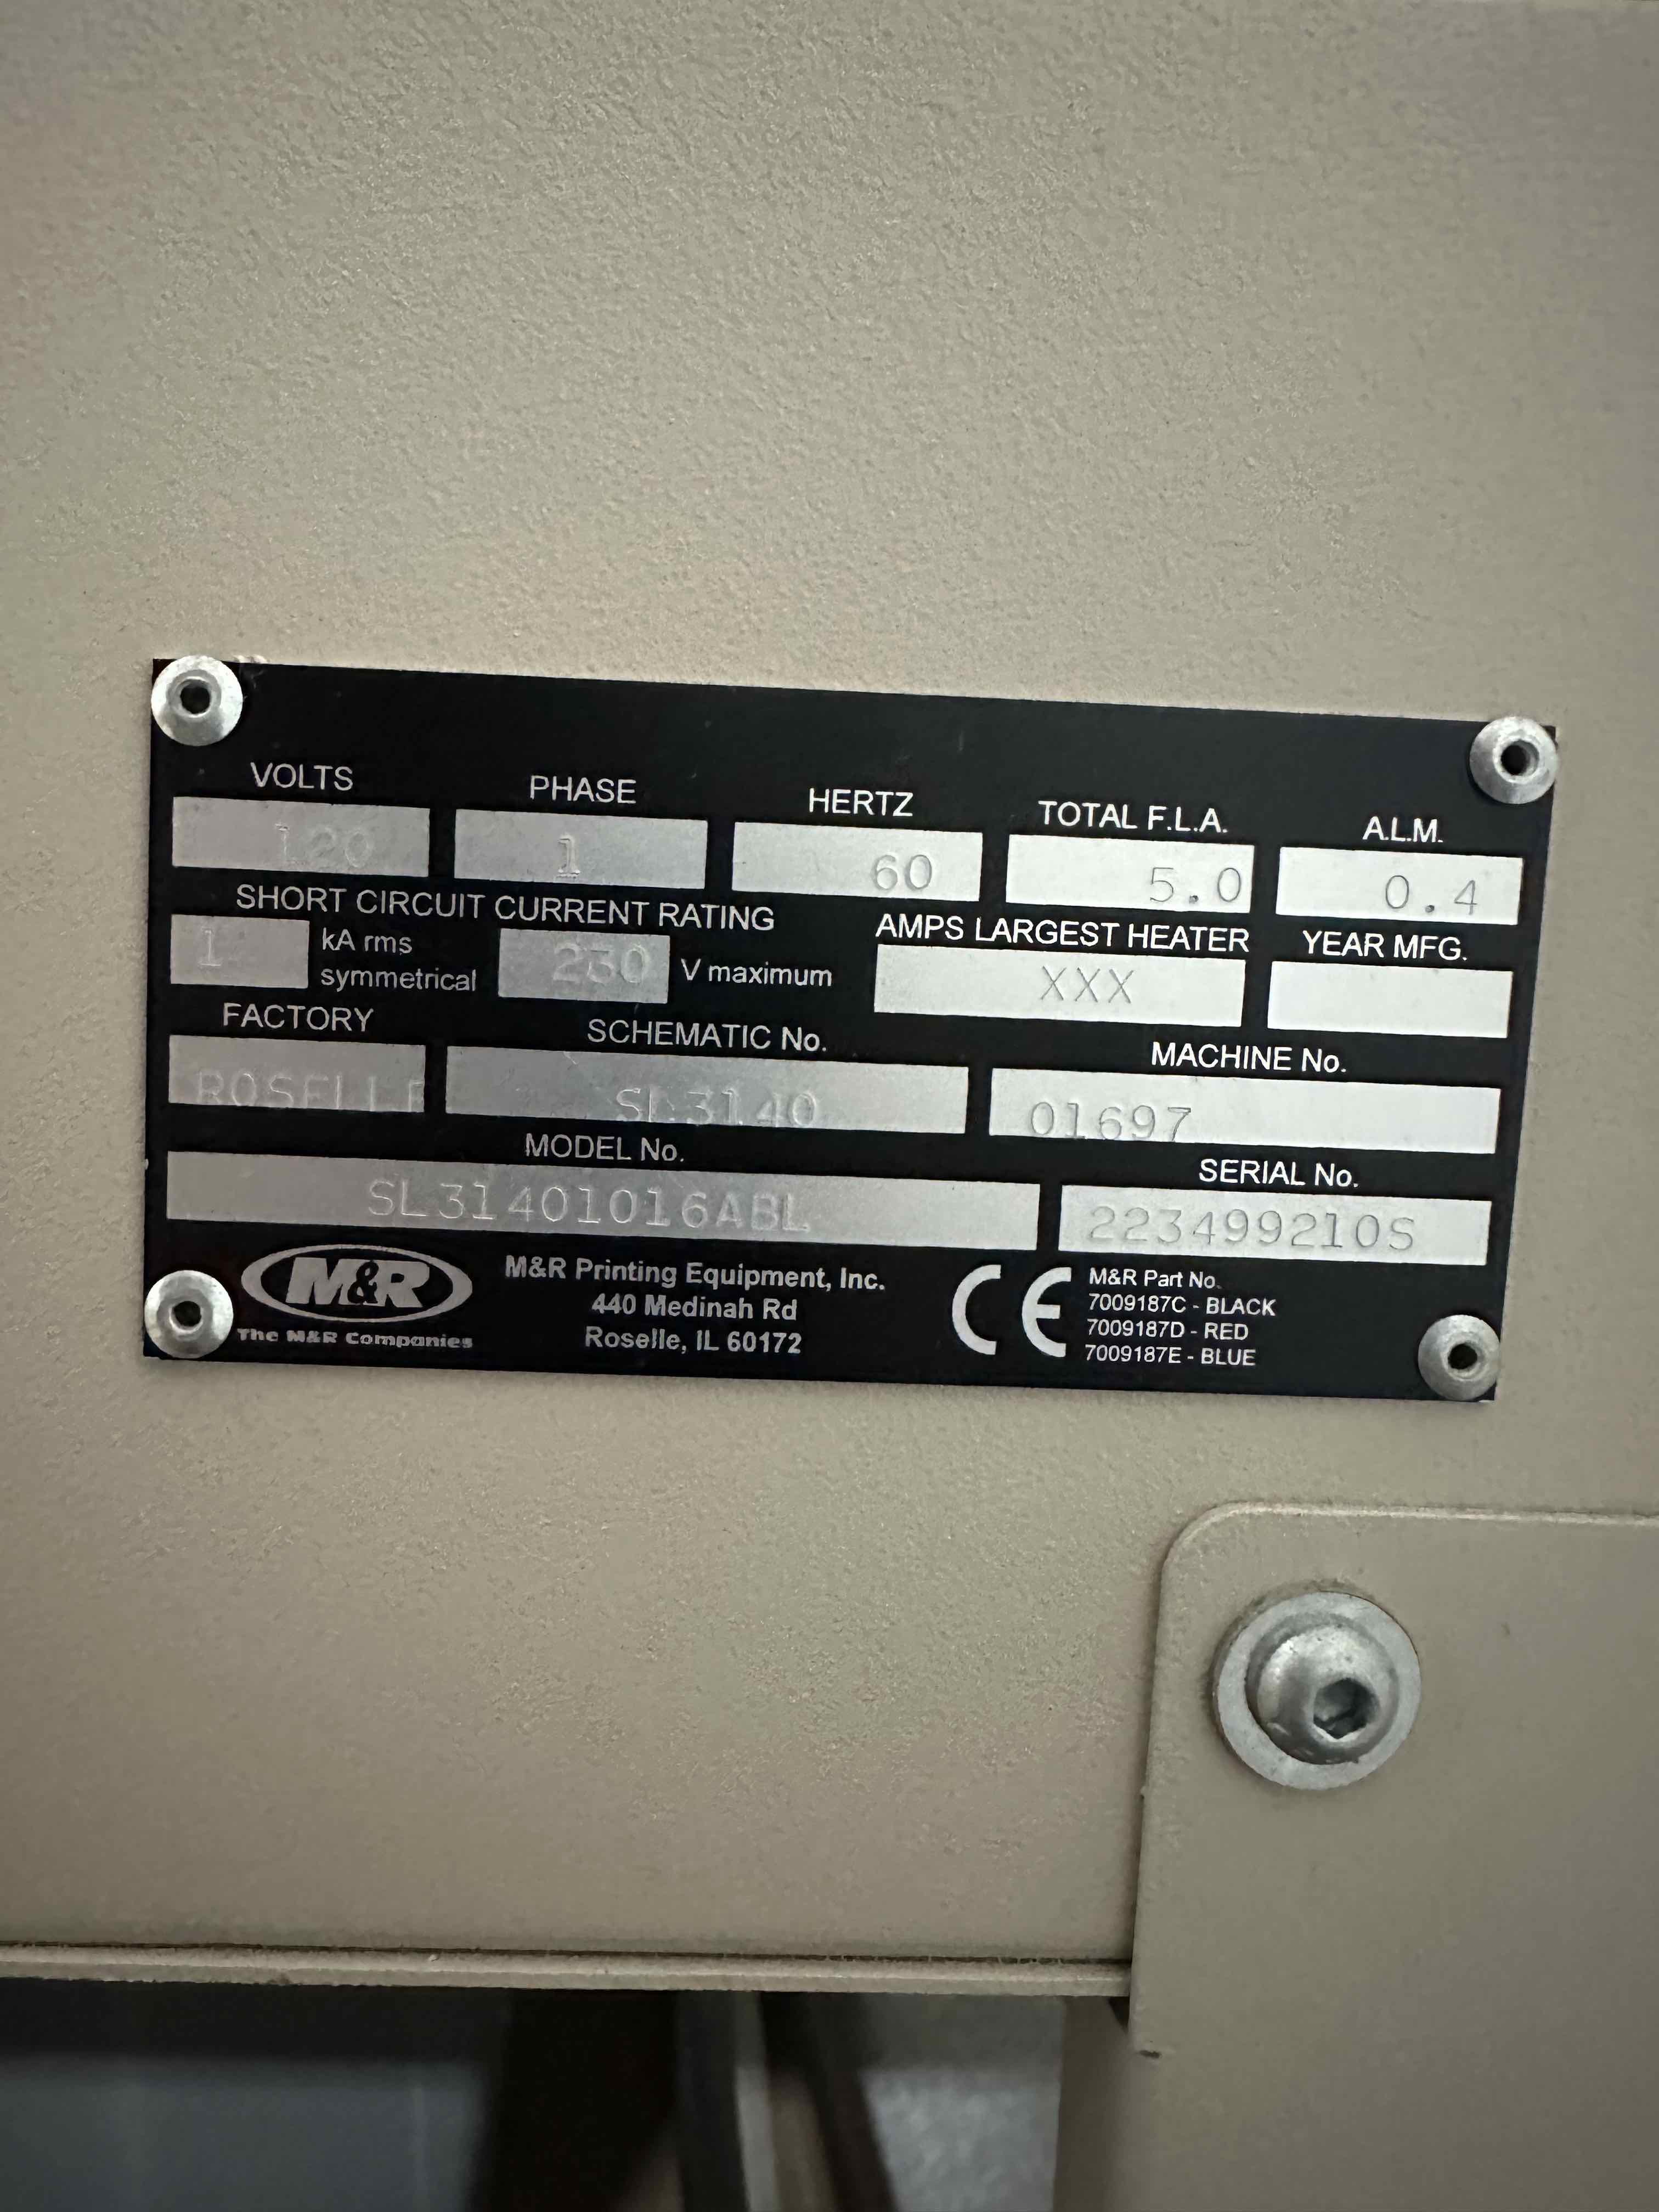 VOLTS PHASE HERTZ TOTAL F.L.A. A.L.M.
120 1 60 5.0 0.4
SHORT CIRCUIT CURRENT RATING AMPS LARGEST HEATER YEAR MFG.
1 kA rms symmetrical 230 V maximum XXX
FACTORY SCHEMATIC No. MACHINE No.
ROSELLE SL3140 01697
MODEL No. SERIAL No.
SL31401016ABL 223499210S
M&R
The M&R Companies
M&R Printing Equipment, Inc.
440 Medinah Rd
Roselle, IL 60172
CE
M&R Part No.
7009187C - BLACK
7009187D - RED
7009187E - BLUE